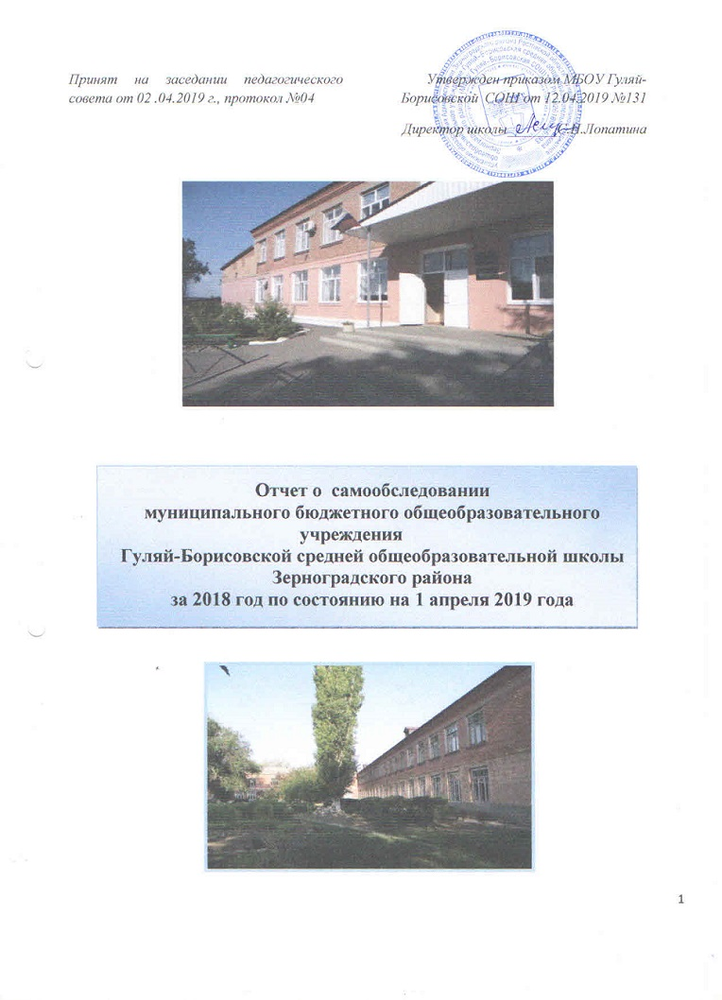 Принят на заседании педагогического
совета от 02 .04.2019 г., протокол №04
Утвержден приказом МБОУ Гуляй-
Борисовской СОШ от 12.04.2019 №131
Директор школы Н.Лопатина
Отчет о самообследовании
муниципального бюджетного общеобразовательного
учреждения
Гуляй-Борисовской средней общеобразовательной школы
Зерноградского района
за 2018 год по состоянию на 1 апреля 2019 года
1